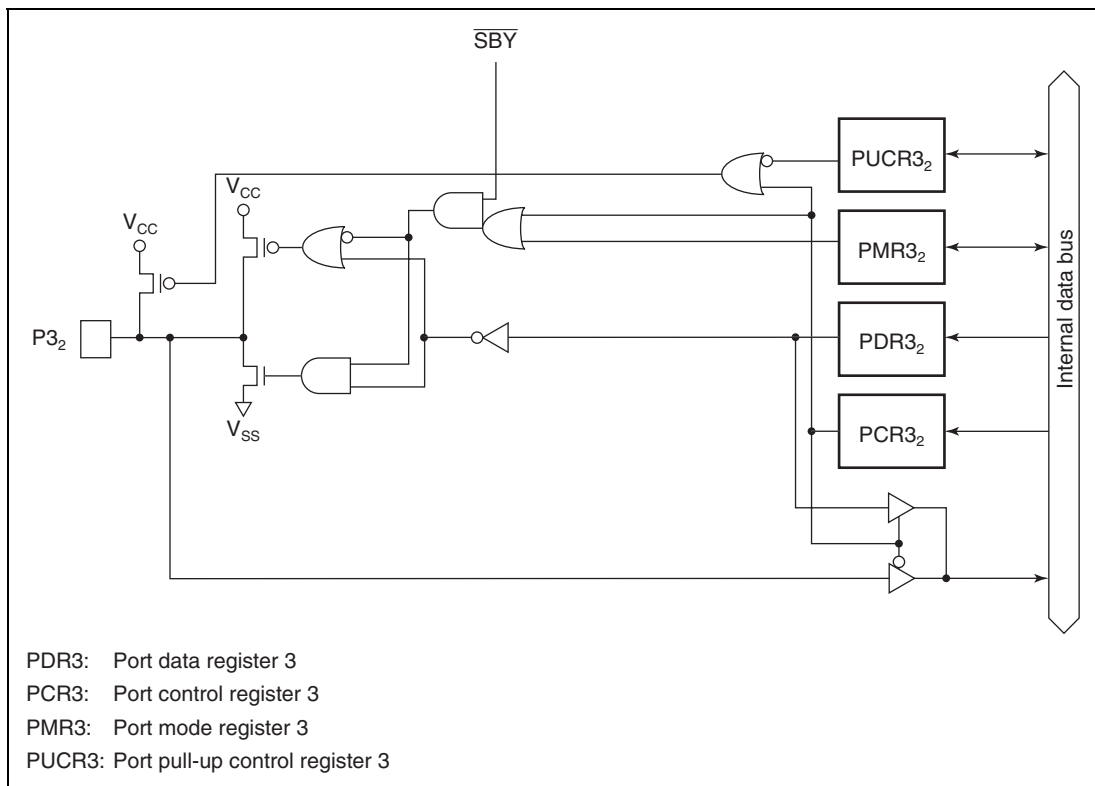 SBY
PUCR3₂
V_CC
V_CC
PMR3₂
P3₂
PDR3₂
Internal data bus
V_SS
PCR3₂
PDR3: Port data register 3
PCR3: Port control register 3
PMR3: Port mode register 3
PUCR3: Port pull-up control register 3